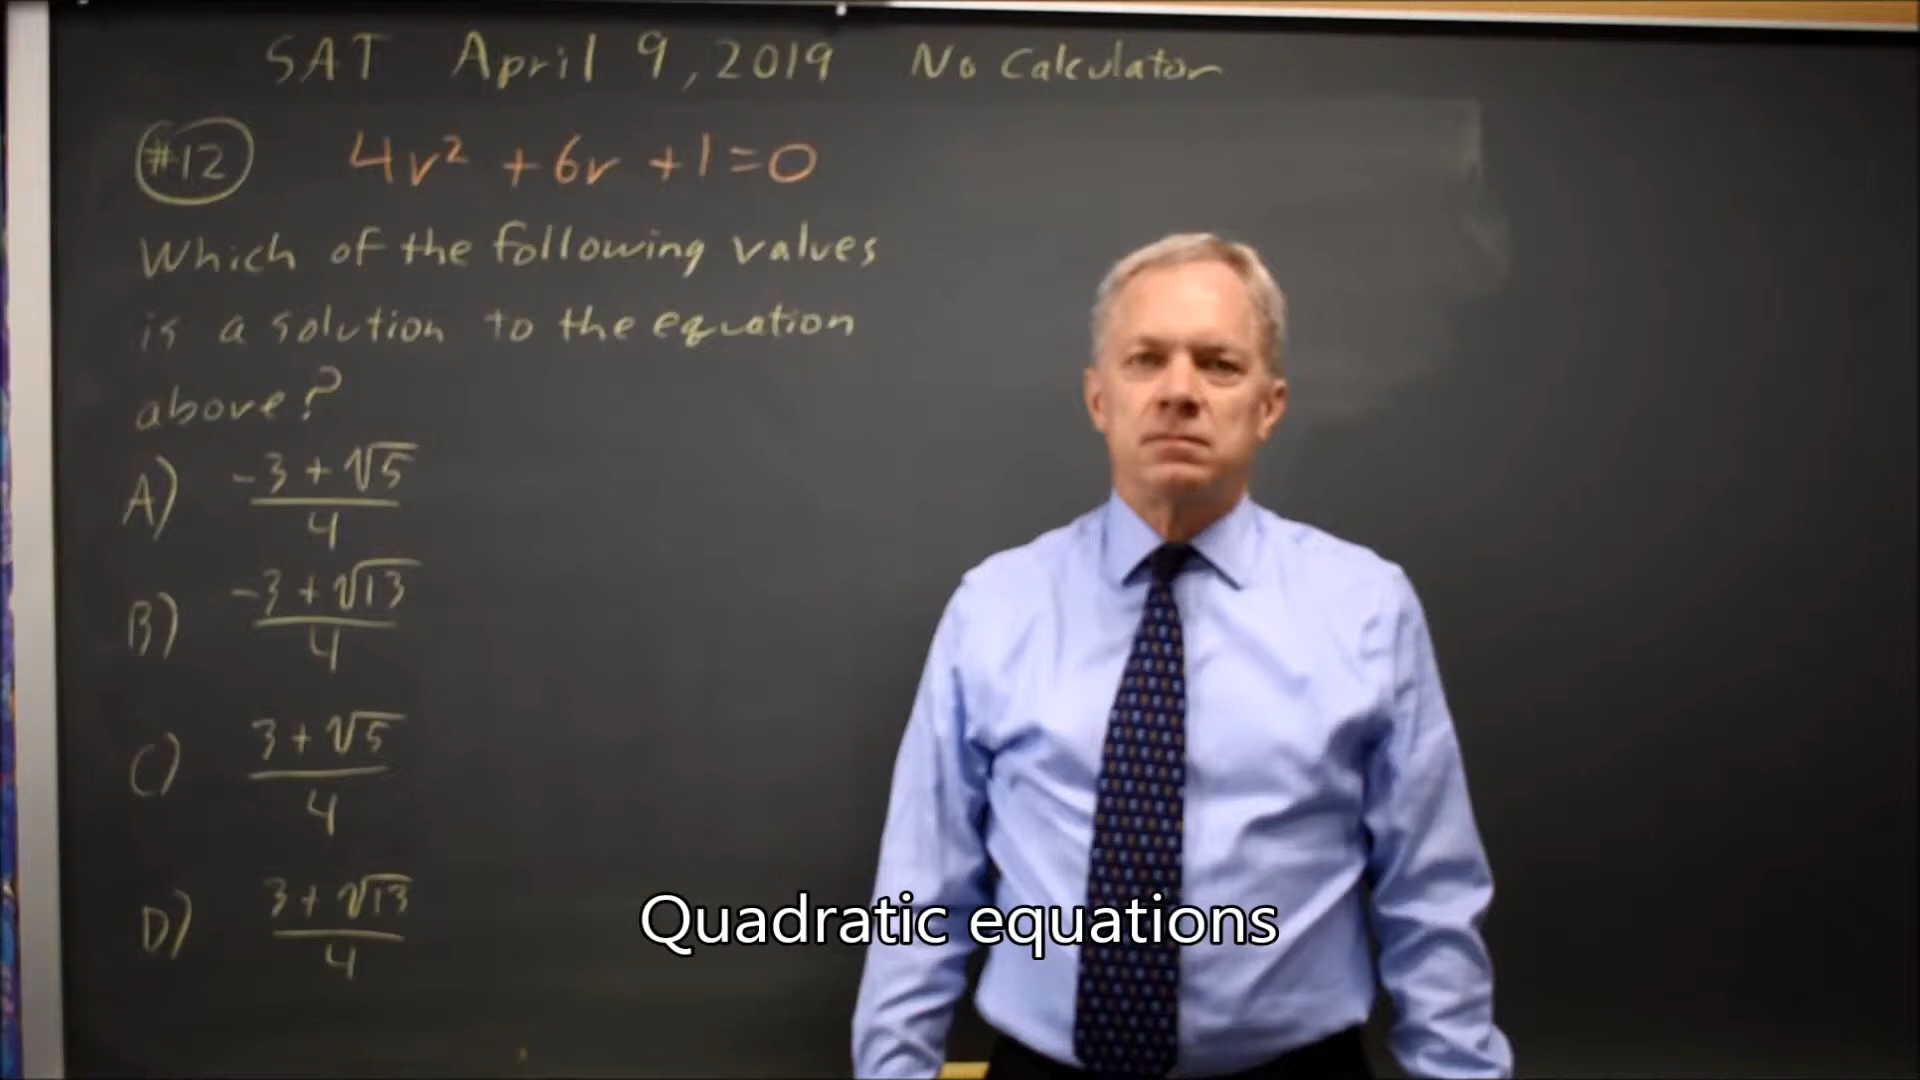 SAT April 9, 2019 No Calculator
#12 4r² + 6r + 1 = 0
Which of the following values
is a solution to the equation
above?
A) (-3 + √5)/4
B) (-3 + √13)/4
C) (3 + √5)/4
D) (3 + √13)/4
Quadratic equations